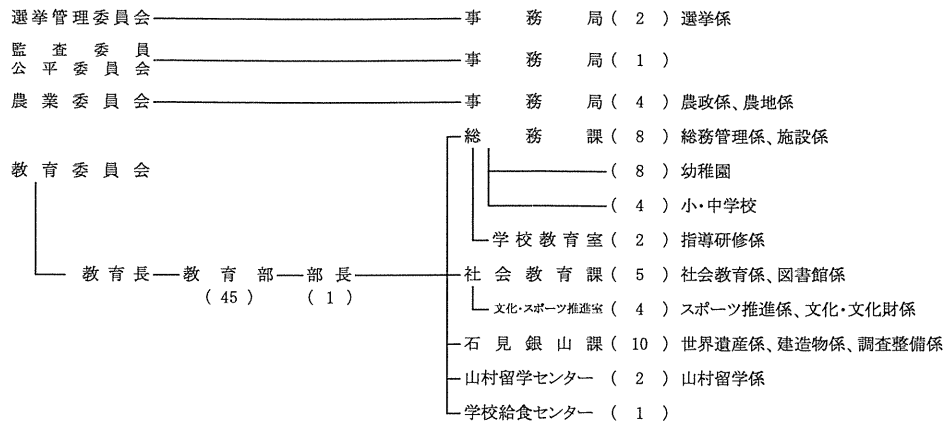 選挙管理委員会 事務局 ( 2 ) 選挙係
監査委員
公平委員会 事務局 ( 1 )
農業委員会 事務局 ( 4 ) 農政係、農地係
総務課 ( 8 ) 総務管理係、施設係
教育委員会 ( 8 ) 幼稚園
( 4 ) 小・中学校
学校教育室 ( 2 ) 指導研修係
教育長 教育部 部長 社会教育課 ( 5 ) 社会教育係、図書館係
( 45 ) ( 1 )
文化・スポーツ推進室 ( 4 ) スポーツ推進係、文化・文化財係
石見銀山課 ( 10 ) 世界遺産係、建造物係、調査整備係
山村留学センター ( 2 ) 山村留学係
学校給食センター ( 1 )